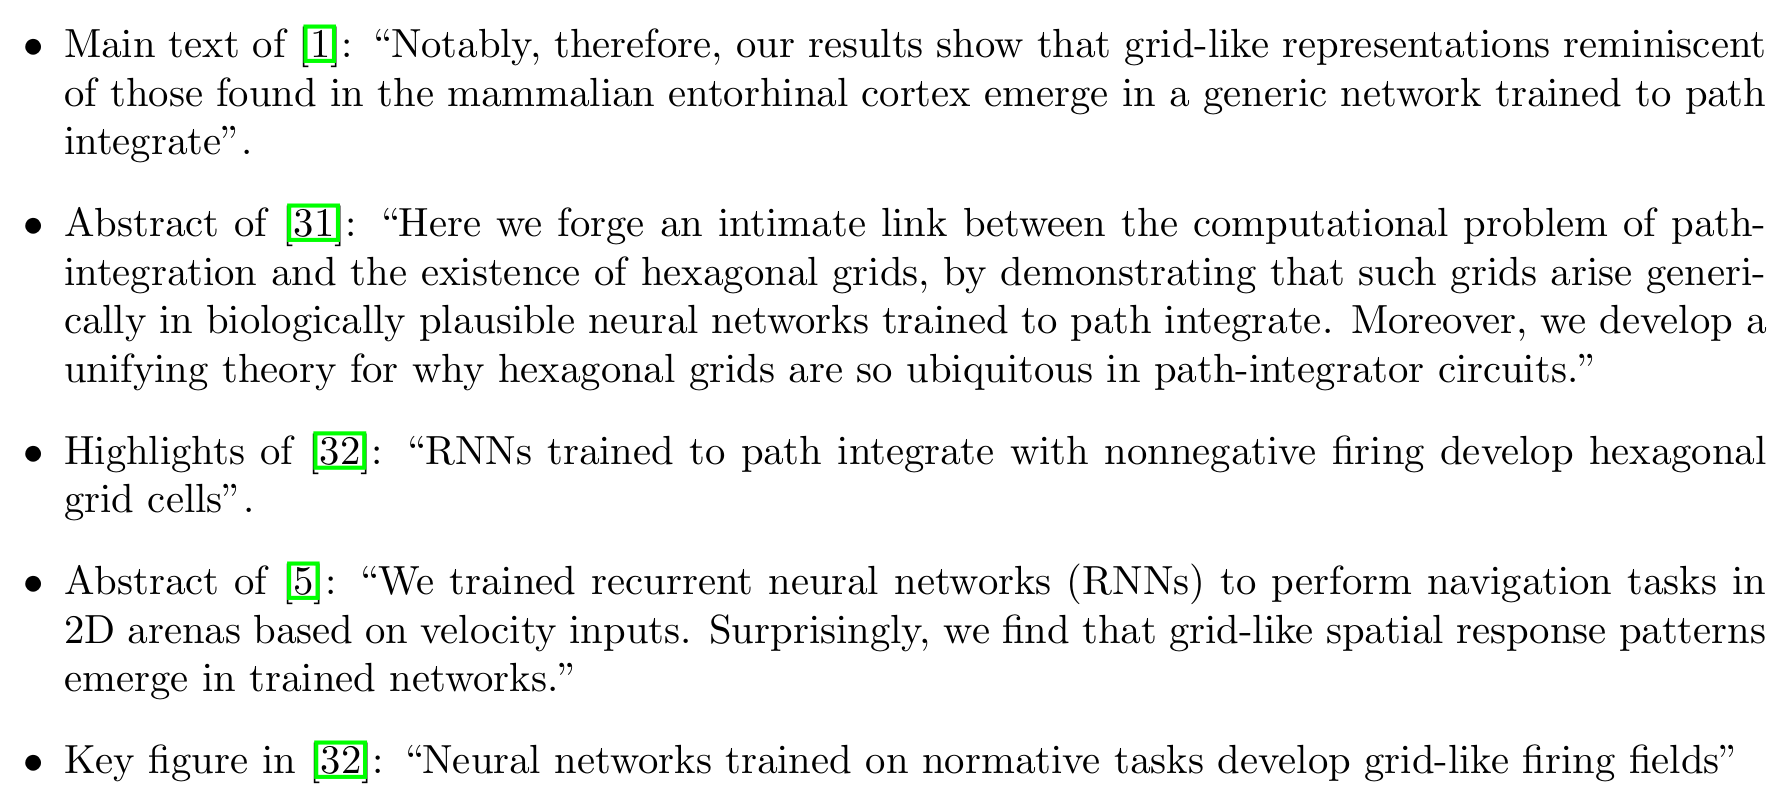 • Main text of [1]: “Notably, therefore, our results show that grid-like representations reminiscent
of those found in the mammalian entorhinal cortex emerge in a generic network trained to path
integrate”.
• Abstract of [31]: “Here we forge an intimate link between the computational problem of path-
integration and the existence of hexagonal grids, by demonstrating that such grids arise generi-
cally in biologically plausible neural networks trained to path integrate. Moreover, we develop a
unifying theory for why hexagonal grids are so ubiquitous in path-integrator circuits.”
• Highlights of [32]: “RNNs trained to path integrate with nonnegative firing develop hexagonal
grid cells”.
• Abstract of [5]: “We trained recurrent neural networks (RNNs) to perform navigation tasks in
2D arenas based on velocity inputs. Surprisingly, we find that grid-like spatial response patterns
emerge in trained networks.”
• Key figure in [32]: “Neural networks trained on normative tasks develop grid-like firing fields”